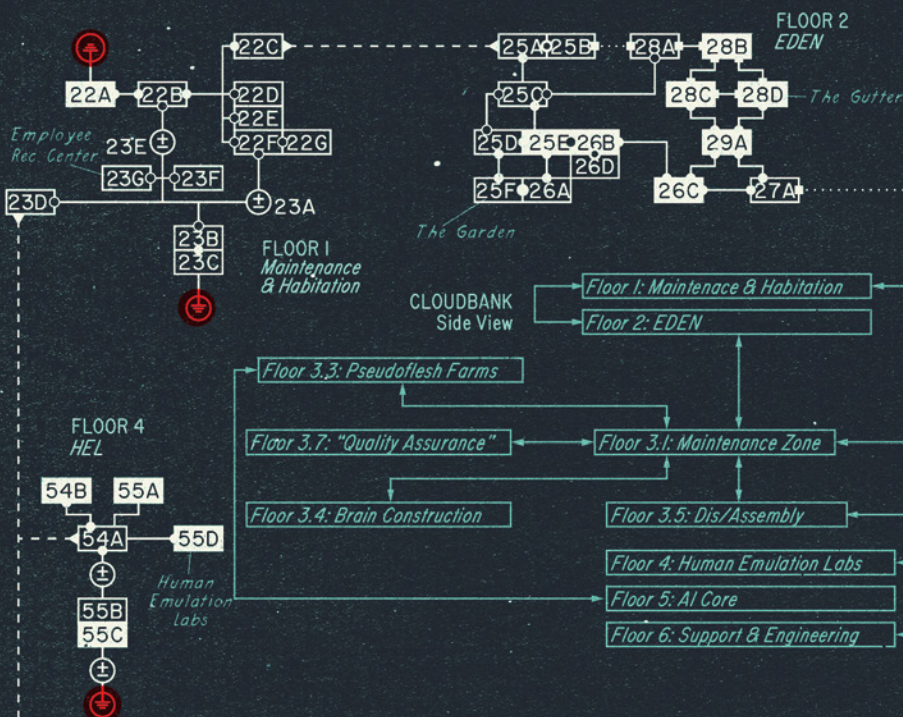 FLOOR 2
EDEN
22C
25A
25B
28A
28B
22A
22B
22D
25C
28C
28D
The Gutter
22E
Employee
Rec. Center
23E
22F
22G
25D
25E
26B
29A
26D
23G
23F
25F
26A
26C
27A
23D
23A
The Garden
23B
23C
FLOOR 1
Maintenance
& Habitation
CLOUDBANK
Side View
Floor 1: Maintenace & Habitation
Floor 2: EDEN
Floor 3.3: Pseudoflesh Farms
Floor 3.7: "Quality Assurance"
Floor 3.1: Maintenance Zone
Floor 3.4: Brain Construction
Floor 3.5: Dis/Assembly
Floor 4: Human Emulation Labs
Floor 5: AI Core
Floor 6: Support & Engineering
FLOOR 4
HEL
54B
55A
54A
55D
Human
Emulation
Labs
55B
55C